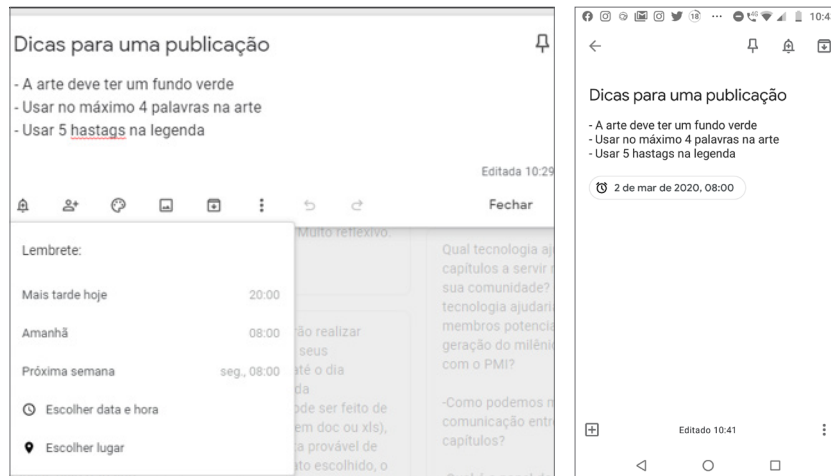 Dicas para uma publicação
- A arte deve ter um fundo verde
- Usar no máximo 4 palavras na arte
- Usar 5 hastags na legenda
Editada 10:29
Fechar
Lembrete:
Mais tarde hoje 20:00
Amanhã 08:00
Próxima semana seg., 08:00
Escolher data e hora
Escolher lugar
Muito reflexivo.
ão realizar
seus
até o dia
da
ode ser feito de
em doc ou xls),
a provável de
to escolhido, o
Qual tecnologia aj
capítulos a servir
sua comunidade?
tecnologia ajudari
membros potencia
geração do milêni
com o PMI?
-Como podemos
comunicação entr
capítulos?
18 ... 4G 10:4
Dicas para uma publicação
- A arte deve ter um fundo verde
- Usar no máximo 4 palavras na arte
- Usar 5 hastags na legenda
2 de mar de 2020, 08:00
Editado 10:41